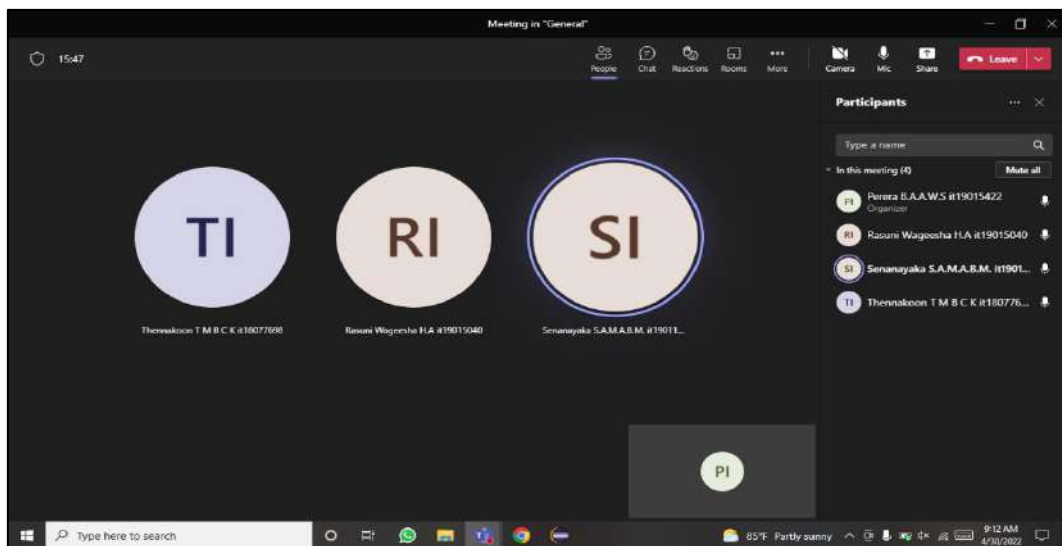 Meeting in "General"
15:47
People
Chat
Reactions
Rooms
More
Camera
Mic
Share
Leave
Participants
Type a name
In this meeting (4)
Mute all
PI
Perera B.A.A.W.S it19015422
Organizer
RI
Rasuni Wageesha H.A it19015040
SI
Senanayaka S.A.M.A.B.M. it1901...
TI
Thennakoon T M B C K it180776...
TI
RI
SI
Thennakoon T M B C K it18077698
Rasuni Wageesha H.A it19015040
Senanayaka S.A.M.A.B.M. it19011...
PI
Type here to search
85°F Partly sunny
9:12 AM
4/30/2022